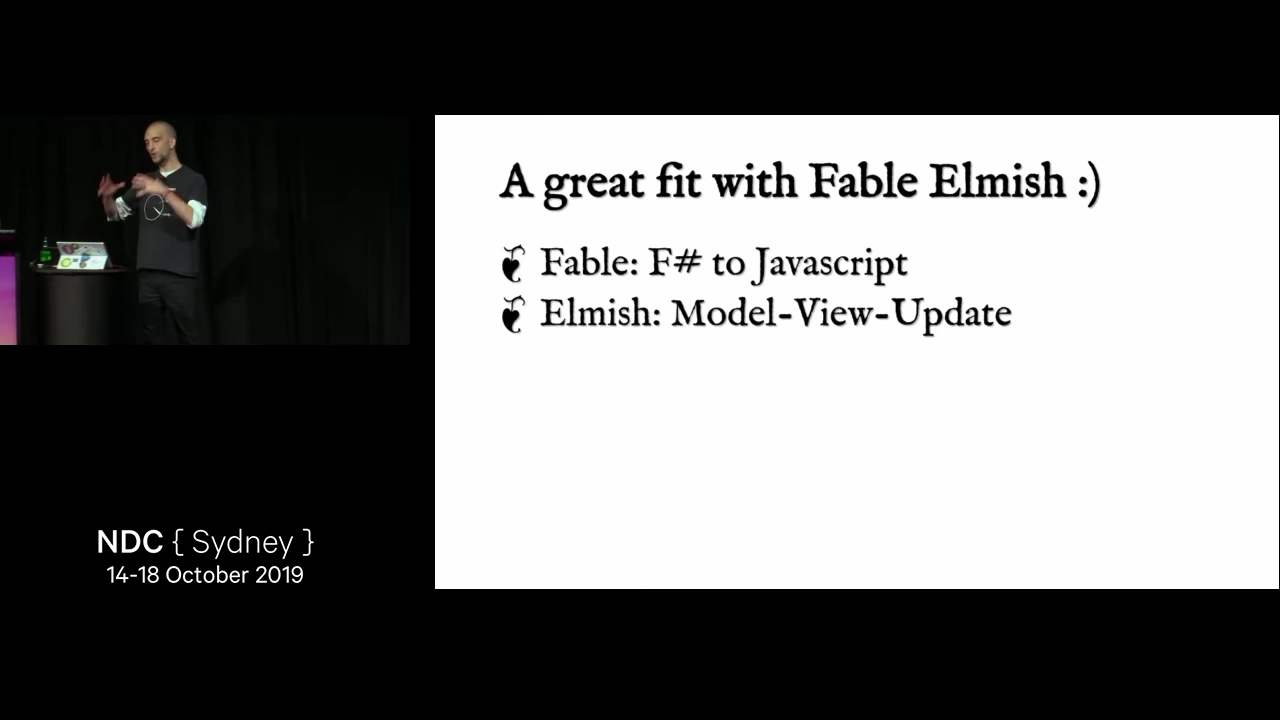 A great fit with Fable Elmish :)
Fable: F# to Javascript
Elmish: Model-View-Update
NDC { Sydney }
14-18 October 2019